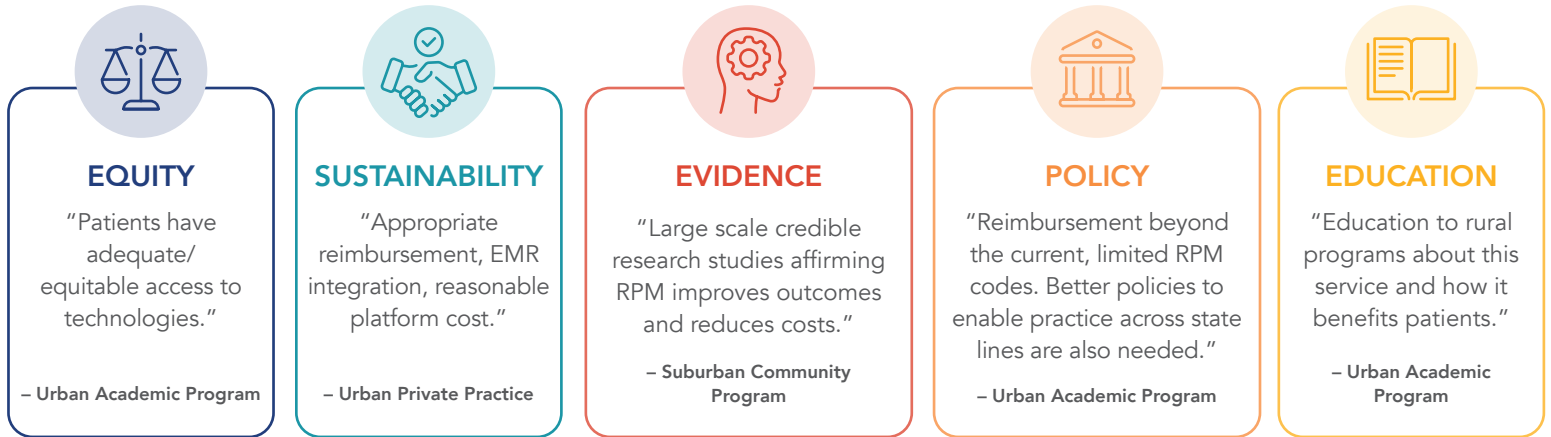 EQUITY
“Patients have
adequate/
equitable access to
technologies.”
– Urban Academic Program
SUSTAINABILITY
“Appropriate
reimbursement, EMR
integration, reasonable
platform cost.”
– Urban Private Practice
EVIDENCE
“Large scale credible
research studies affirming
RPM improves outcomes
and reduces costs.”
– Suburban Community
Program
POLICY
“Reimbursement beyond
the current, limited RPM
codes. Better policies to
enable practice across state
lines are also needed.”
– Urban Academic Program
EDUCATION
“Education to rural
programs about this
service and how it
benefits patients.”
– Urban Academic
Program